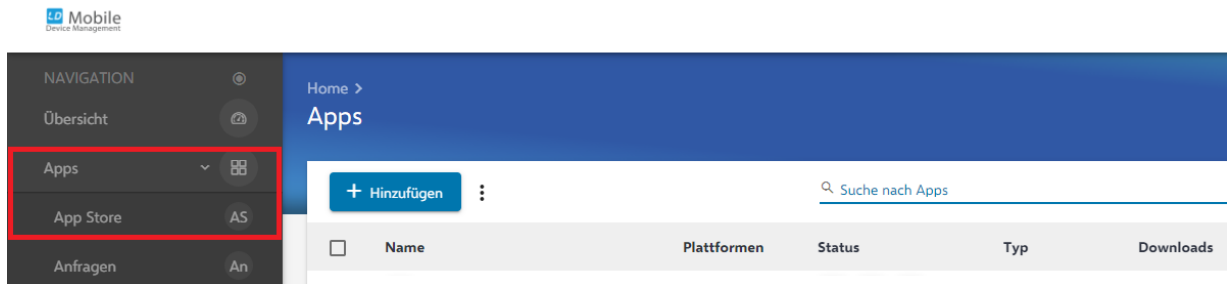 LD Mobile
Device Management
NAVIGATION
Übersicht
Apps
App Store AS
Anfragen An
Home >
Apps
+ Hinzufügen
Suche nach Apps
Name Plattformen Status Typ Downloads